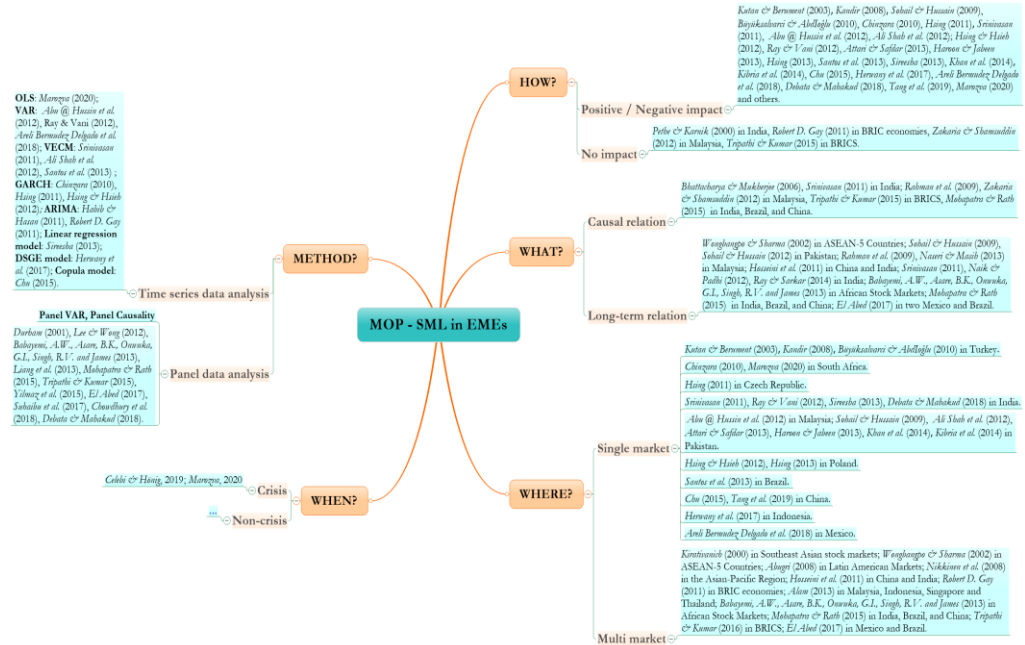 MOP - SML in EMEs
HOW?
Positive / Negative impact
Kutan & Berument (2003), Kandir (2008), Sohail & Hussain (2009),
Büyüksalvarci & Abdloğlu (2010), Chinzara (2010), Hsing (2011), Srinivasan
(2011), Abu @ Hussin et al. (2012), Ali Shah et al. (2012); Hsing & Hsieh
(2012), Ray & Vani (2012), Attari & Safdar (2013), Haroon & Jabeen
(2013), Hsing (2013), Santos et al. (2013), Sireesha (2013), Khan et al. (2014),
Kibria et al. (2014), Chu (2015), Herwany et al. (2017), Areli Bermudez Delgado
et al. (2018), Debata & Mahakud (2018), Tang et al. (2019), Marozva (2020)
and others.
No impact
Pethe & Karnik (2000) in India, Robert D. Gay (2011) in BRIC economies, Zakaria & Shamsuddin
(2012) in Malaysia, Tripathi & Kumar (2015) in BRICS.
WHAT?
Causal relation
Bhattacharya & Mukherjee (2006), Srinivasan (2011) in India; Rahman et al. (2009), Zakaria
& Shamsuddin (2012) in Malaysia, Tripathi & Kumar (2015) in BRICS, Mohapatra & Rath
(2015) in India, Brazil, and China.
Long-term relation
Wongbangpo & Sharma (2002) in ASEAN-5 Countries; Sohail & Hussain (2009),
Sohail & Hussain (2012) in Pakistan; Rahman et al. (2009), Naseri & Masih (2013)
in Malaysia; Hosseini et al. (2011) in China and India; Srinivasan (2011), Naik &
Padhi (2012), Ray & Sarkar (2014) in India; Babayemi, A.W., Asare, B.K., Onwuka,
G.I., Singh, R.V. and James (2013) in African Stock Markets; Mohapatra & Rath
(2015) in India, Brazil, and China; El Abed (2017) in two Mexico and Brazil.
WHERE?
Single market
Kutan & Berument (2003), Kandir (2008), Büyüksalvarci & Abdloğlu (2010) in Turkey.
Chinzara (2010), Marozva (2020) in South Africa.
Hsing (2011) in Czech Republic.
Srinivasan (2011), Ray & Vani (2012), Sireesha (2013), Debata & Mahakud (2018) in India.
Abu @ Hussin et al. (2012) in Malaysia; Sohail & Hussain (2009), Ali Shah et al. (2012),
Attari & Safdar (2013), Haroon & Jabeen (2013), Khan et al. (2014), Kibria et al. (2014) in
Pakistan.
Hsing & Hsieh (2012), Hsing (2013) in Poland.
Santos et al. (2013) in Brazil.
Chu (2015), Tang et al. (2019) in China.
Herwany et al. (2017) in Indonesia.
Areli Bermudez Delgado et al. (2018) in Mexico.
Multi market
Kirativanich (2000) in Southeast Asian stock markets; Wongbangpo & Sharma (2002) in
ASEAN-5 Countries; Abugri (2008) in Latin American Markets; Nikkinen et al. (2008)
in the Asian-Pacific Region; Hosseini et al. (2011) in China and India; Robert D. Gay
(2011) in BRIC economies; Alam (2013) in Malaysia, Indonesia, Singapore and
Thailand; Babayemi, A.W., Asare, B.K., Onwuka, G.I., Singh, R.V. and James (2013) in
African Stock Markets; Mohapatra & Rath (2015) in India, Brazil, and China; Tripathi
& Kumar (2016) in BRICS; El Abed (2017) in Mexico and Brazil.
METHOD?
Time series data analysis
OLS: Marozva (2020);
VAR: Abu @ Hussin et al.
(2012), Ray & Vani (2012),
Areli Bermudez Delgado et al.
(2018); VECM: Srinivasan
(2011), Ali Shah et al.
(2012), Santos et al. (2013) ;
GARCH: Chinzara (2010),
Hsing (2011), Hsing & Hsieh
(2012); ARIMA: Habib &
Hasan (2011), Robert D. Gay
(2011); Linear regression
model: Sireesha (2013);
DSGE model: Herwany et
al. (2017); Copula model:
Chu (2015).
Panel data analysis
Panel VAR, Panel Causality
Durham (2001), Lee & Wong (2012),
Babayemi, A.W., Asare, B.K., Onwuka,
G.I., Singh, R.V. and James (2013),
Liang et al. (2013), Mohapatra & Rath
(2015), Tripathi & Kumar (2015),
Yilmaz et al. (2015), El Abed (2017),
Suhaibu et al. (2017), Chowdhury et al.
(2018), Debata & Mahakud (2018).
WHEN?
Crisis
Celebi & Hönig, 2019; Marozva, 2020
Non-crisis
...